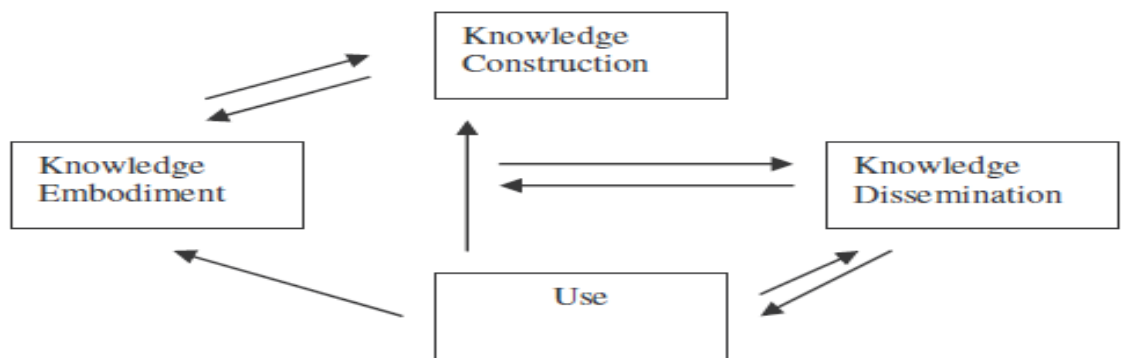 Knowledge
Construction
Knowledge
Embodiment
Knowledge
Dissemination
Use